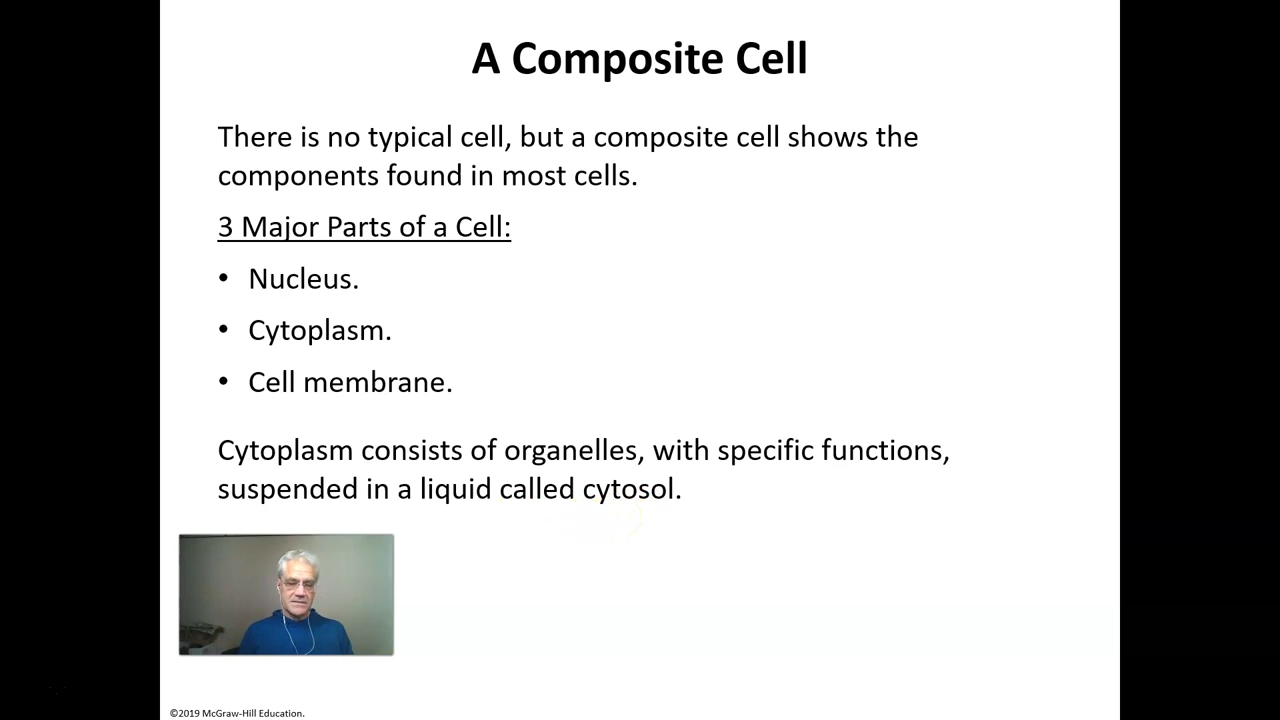 A Composite Cell
There is no typical cell, but a composite cell shows the
components found in most cells.
3 Major Parts of a Cell:
• Nucleus.
• Cytoplasm.
• Cell membrane.
Cytoplasm consists of organelles, with specific functions,
suspended in a liquid called cytosol.
©2019 McGraw-Hill Education.